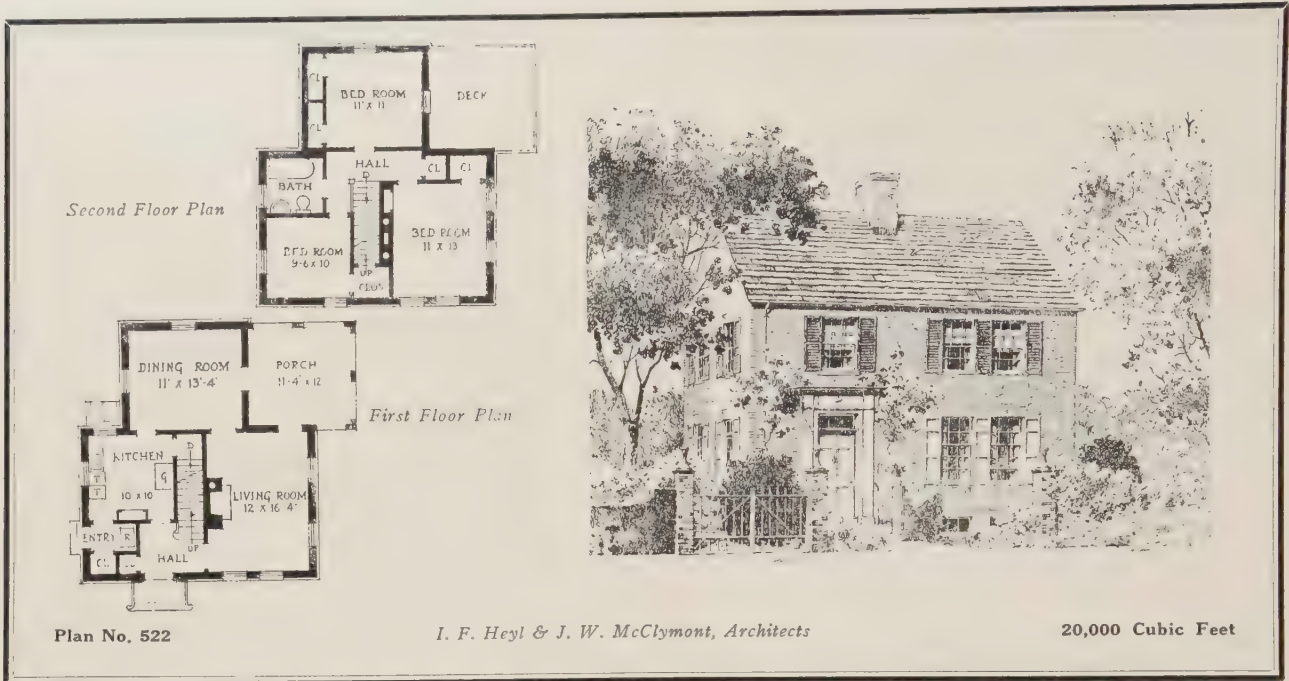 CL
BED ROOM
11' x 11
DECK
CL
HALL
D
CL
CL
BATH
Second Floor Plan
BED ROOM
11 x 13
BED ROOM
9-6 x 10
UP
CLOS
DINING ROOM
11' x 13'-4"
PORCH
11-4" x 12
First Floor Plan
KITCHEN
D
G
T
T
10 x 10
LIVING ROOM
12 x 16 4"
ENTRY
R
UP
HALL
CL
Plan No. 522
I. F. Heyl & J. W. McClymont, Architects
20,000 Cubic Feet